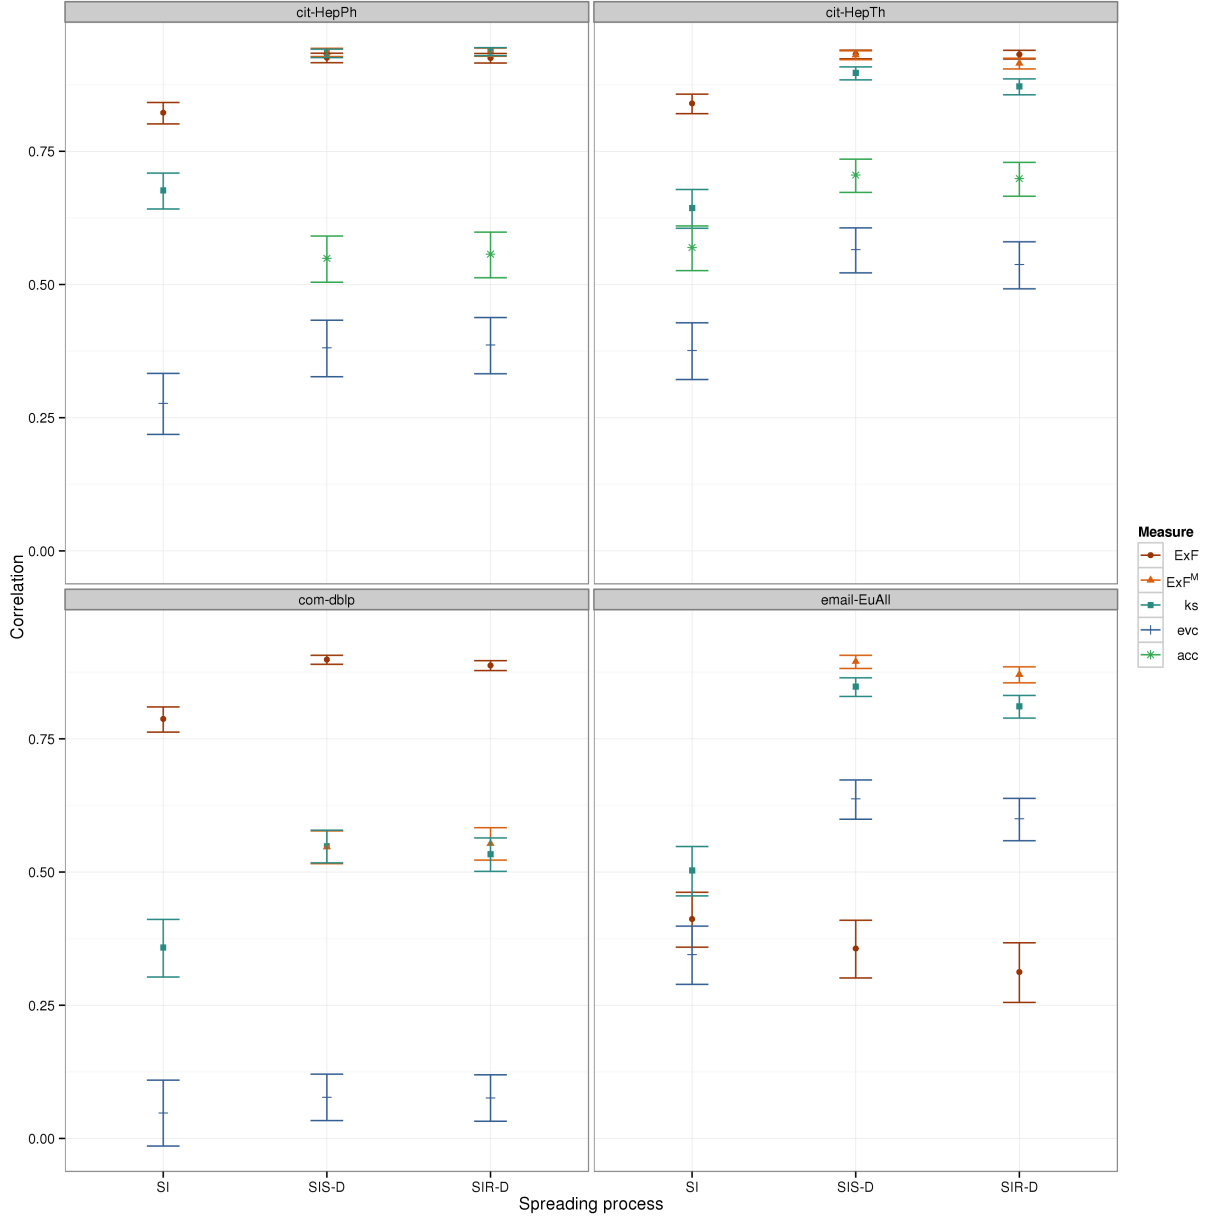 cit-HepPh
cit-HepTh
0.75
0.50
0.25
0.00
com-dblp
email-EuAll
0.75
0.50
0.25
0.00
Correlation
SI
SIS-D
SIR-D
SI
SIS-D
SIR-D
Spreading process
Measure
ExF
ExF^M
ks
evc
acc